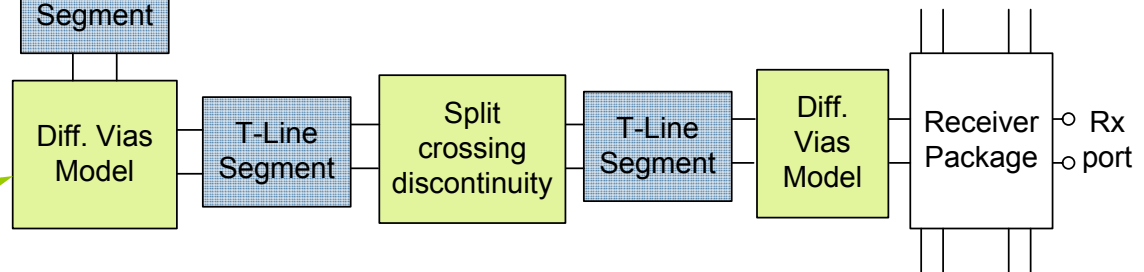 Segment
Diff. Vias
Model
T-Line
Segment
Split
crossing
discontinuity
T-Line
Segment
Diff.
Vias
Model
Receiver
Package
Rx
port